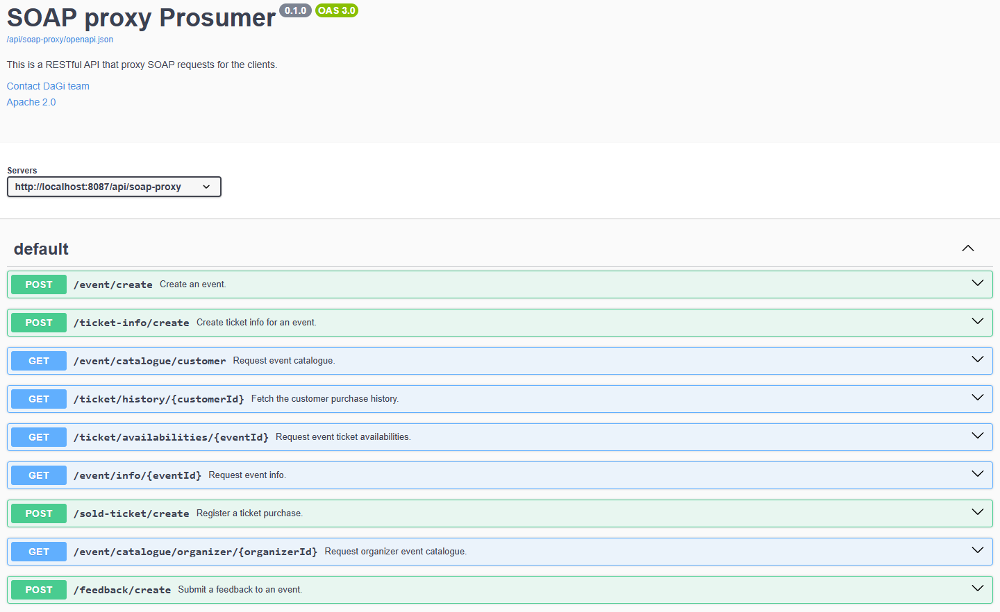 SOAP proxy Prosumer 0.1.0 OAS 3.0
/api/soap-proxy/openapi.json
This is a RESTful API that proxy SOAP requests for the clients.
Contact DaGi team
Apache 2.0
Servers
http://localhost:8087/api/soap-proxy
default
POST /event/create Create an event.
POST /ticket-info/create Create ticket info for an event.
GET /event/catalogue/customer Request event catalogue.
GET /ticket/history/{customerId} Fetch the customer purchase history.
GET /ticket/availabilities/{eventId} Request event ticket availabilities.
GET /event/info/{eventId} Request event info.
POST /sold-ticket/create Register a ticket purchase.
GET /event/catalogue/organizer/{organizerId} Request organizer event catalogue.
POST /feedback/create Submit a feedback to an event.